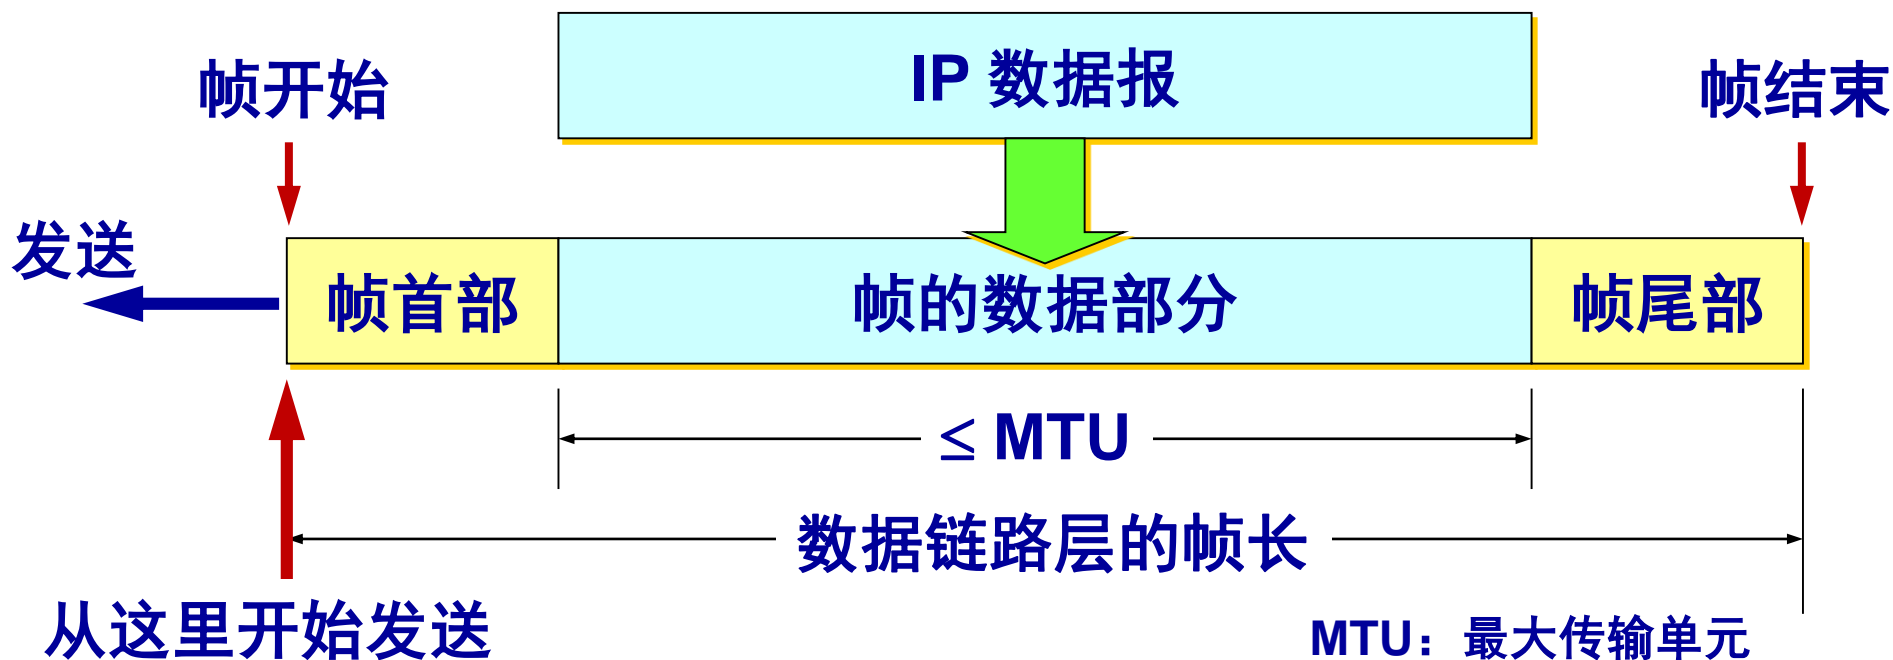 IP 数据报
帧开始
帧结束
发送
帧首部
帧的数据部分
帧尾部
≤ MTU
数据链路层的帧长
从这里开始发送
MTU：最大传输单元